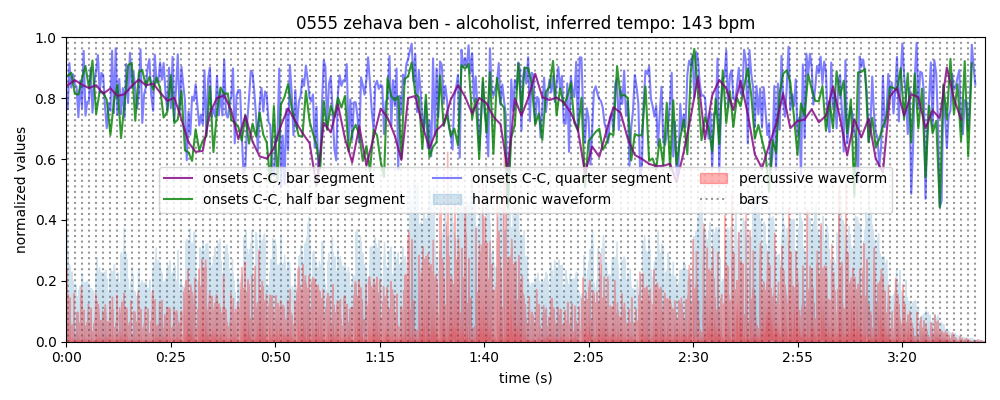 0555 zehava ben - alcoholist, inferred tempo: 143 bpm
normalized values
1.0
0.8
0.6
0.4
0.2
0.0
onsets C-C, bar segment
onsets C-C, half bar segment
onsets C-C, quarter segment
harmonic waveform
percussive waveform
bars
0:00 0:25 0:50 1:15 1:40 2:05 2:30 2:55 3:20
time (s)